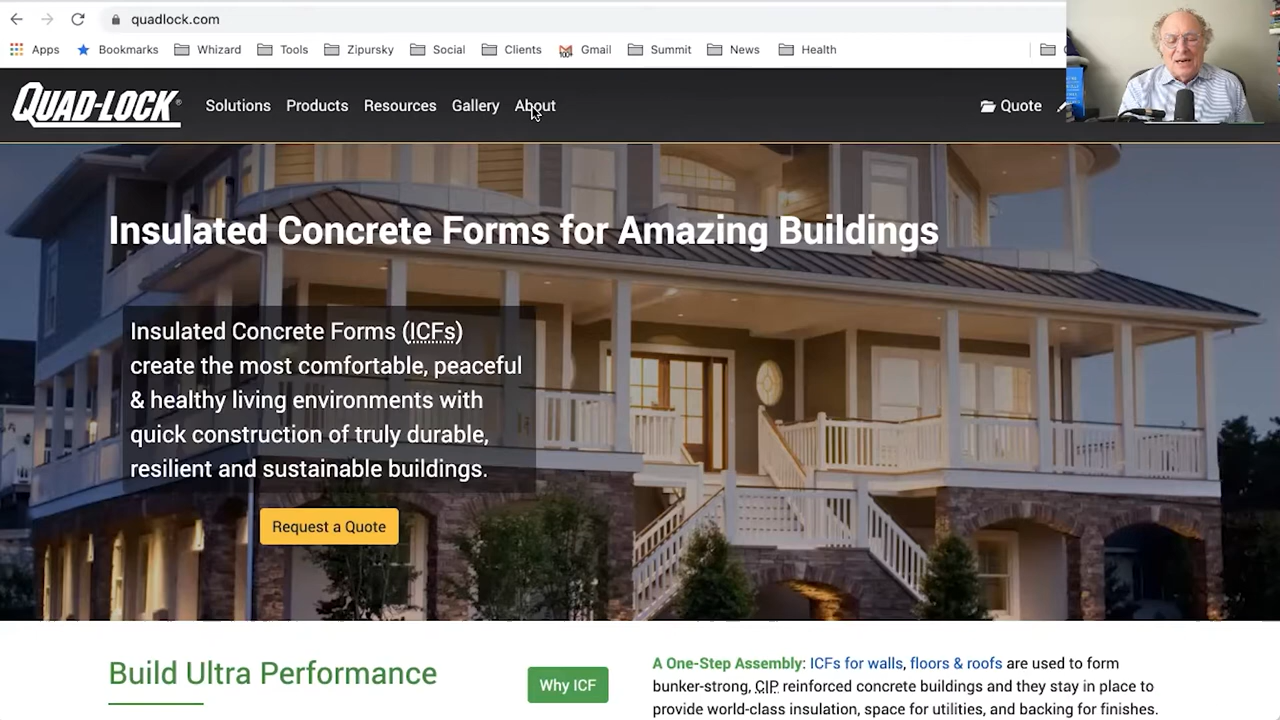 quadlock.com
Apps Bookmarks Whizard Tools Zipursky Social Clients Gmail Summit News Health
QUAD-LOCK® Solutions Products Resources Gallery About Quote
Insulated Concrete Forms for Amazing Buildings
Insulated Concrete Forms (ICFs)
create the most comfortable, peaceful
& healthy living environments with
quick construction of truly durable,
resilient and sustainable buildings.
Request a Quote
Build Ultra Performance
Why ICF
A One-Step Assembly: ICFs for walls, floors & roofs are used to form
bunker-strong, CIP reinforced concrete buildings and they stay in place to
provide world-class insulation, space for utilities, and backing for finishes.